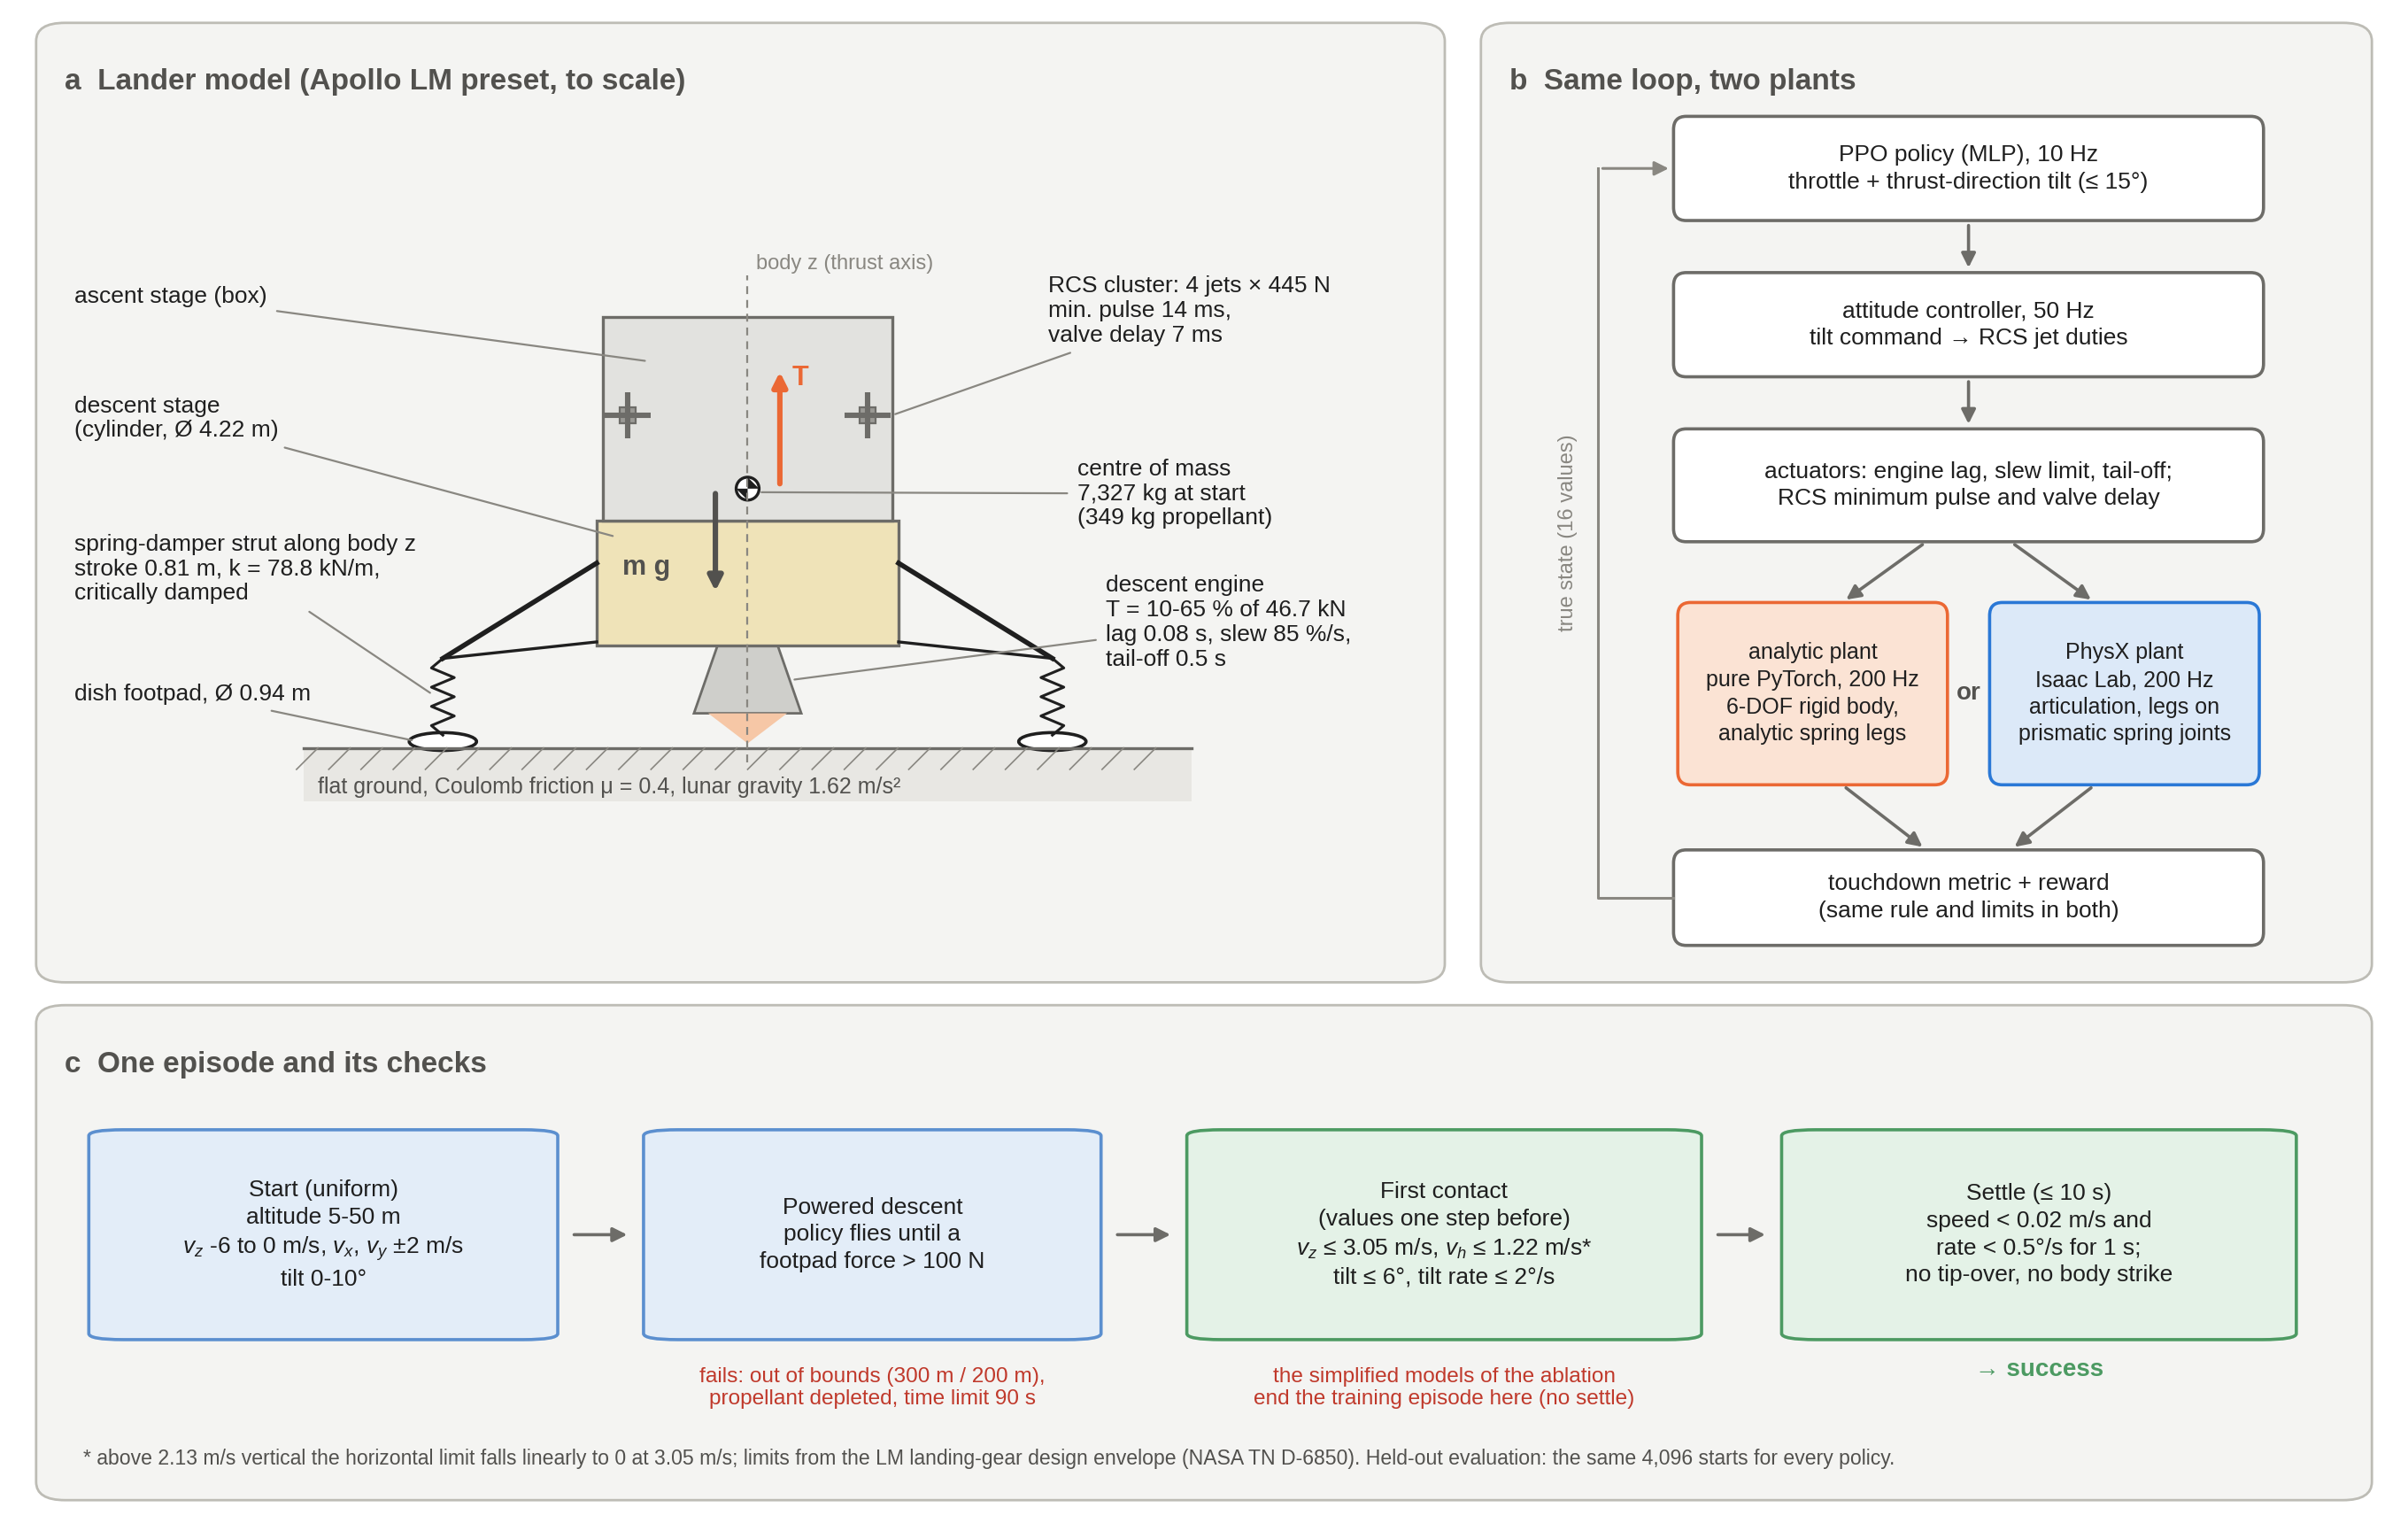 a Lander model (Apollo LM preset, to scale)
body z (thrust axis)
ascent stage (box)
RCS cluster: 4 jets × 445 N
min. pulse 14 ms,
valve delay 7 ms
T
descent stage
(cylinder, Ø 4.22 m)
centre of mass
7,327 kg at start
(349 kg propellant)
spring-damper strut along body z
stroke 0.81 m, k = 78.8 kN/m,
critically damped
m g
descent engine
T = 10-65 % of 46.7 kN
lag 0.08 s, slew 85 %/s,
tail-off 0.5 s
dish footpad, Ø 0.94 m
flat ground, Coulomb friction μ = 0.4, lunar gravity 1.62 m/s²
b Same loop, two plants
PPO policy (MLP), 10 Hz
throttle + thrust-direction tilt (≤ 15°)
attitude controller, 50 Hz
tilt command → RCS jet duties
actuators: engine lag, slew limit, tail-off;
RCS minimum pulse and valve delay
true state (16 values)
analytic plant
pure PyTorch, 200 Hz
6-DOF rigid body,
analytic spring legs
or
PhysX plant
Isaac Lab, 200 Hz
articulation, legs on
prismatic spring joints
touchdown metric + reward
(same rule and limits in both)
c One episode and its checks
Start (uniform)
altitude 5-50 m
v_z -6 to 0 m/s, v_x, v_y ±2 m/s
tilt 0-10°
Powered descent
policy flies until a
footpad force > 100 N
First contact
(values one step before)
v_z ≤ 3.05 m/s, v_h ≤ 1.22 m/s*
tilt ≤ 6°, tilt rate ≤ 2°/s
Settle (≤ 10 s)
speed < 0.02 m/s and
rate < 0.5°/s for 1 s;
no tip-over, no body strike
fails: out of bounds (300 m / 200 m),
propellant depleted, time limit 90 s
the simplified models of the ablation
end the training episode here (no settle)
→ success
* above 2.13 m/s vertical the horizontal limit falls linearly to 0 at 3.05 m/s; limits from the LM landing-gear design envelope (NASA TN D-6850). Held-out evaluation: the same 4,096 starts for every policy.